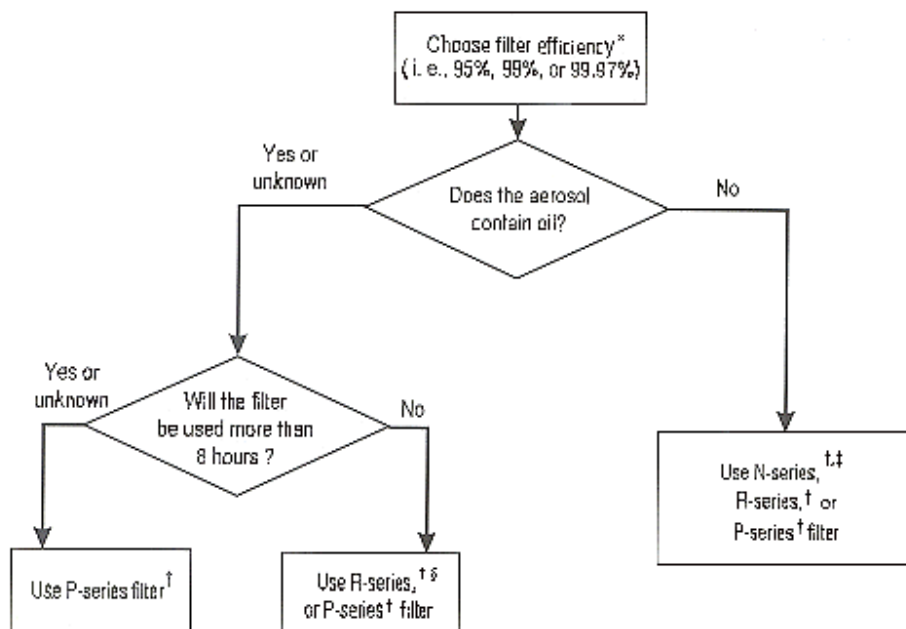 Choose filter efficiency*
(i.e., 95%, 99%, or 99.97%)
Yes or
unknown
Does the aerosol
contain oil?
No
Yes or
unknown
Will the filter
be used more than
8 hours ?
No
Use N-series,†,‡
R-series,† or
P-series† filter
Use P-series filter†
Use R-series,†§
or P-series† filter